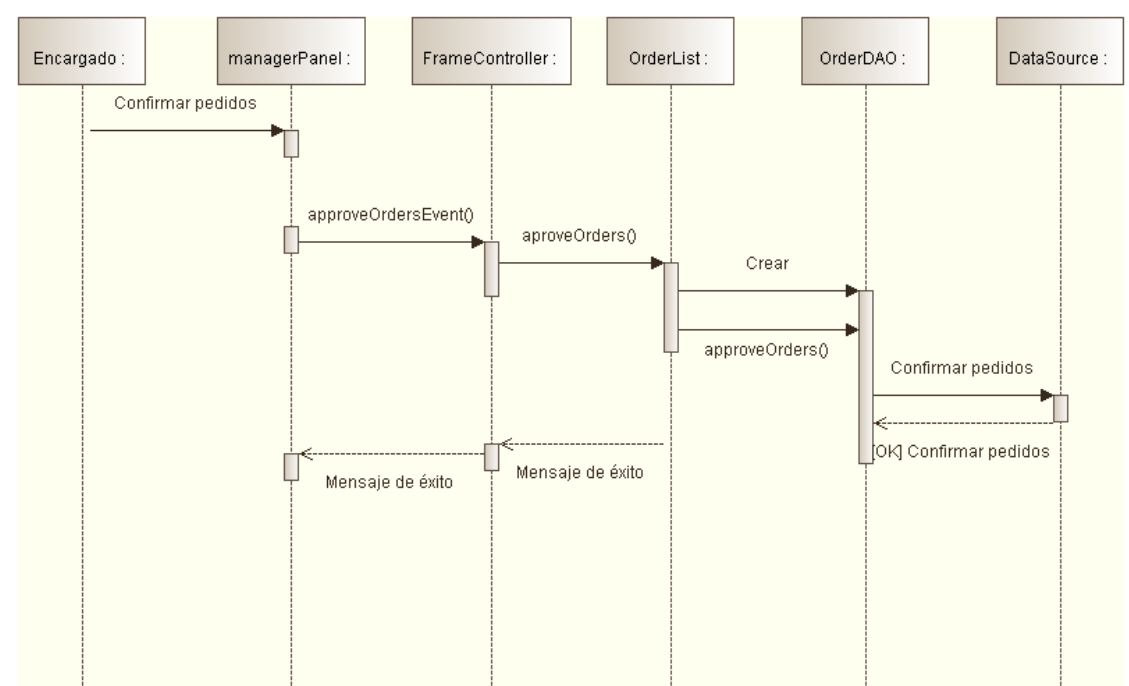 Encargado :
managerPanel :
FrameController :
OrderList :
OrderDAO :
DataSource :
Confirmar pedidos
approveOrdersEvent()
aproveOrders()
Crear
approveOrders()
Confirmar pedidos
[OK] Confirmar pedidos
Mensaje de éxito
Mensaje de éxito